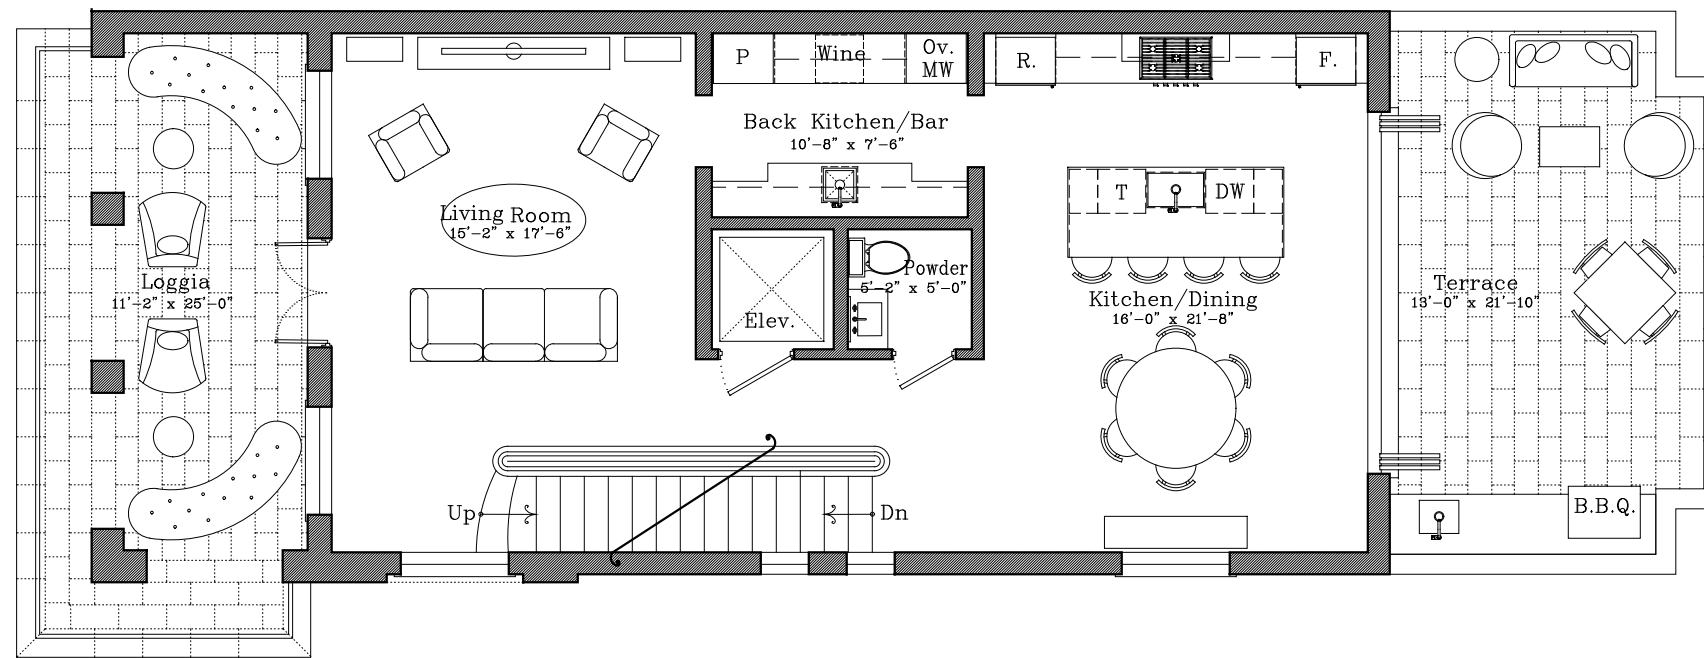 P
Wine
Ov.
MW
R.
F.
Back Kitchen/Bar
10'-8" x 7'-6"
T
DW
Living Room
15'-2" x 17'-6"
Loggia
11'-2" x 25'-0"
Elev.
Powder
5'-2" x 5'-0"
Kitchen/Dining
16'-0" x 21'-8"
Terrace
13'-0" x 21'-10"
Up
Dn
B.B.Q.